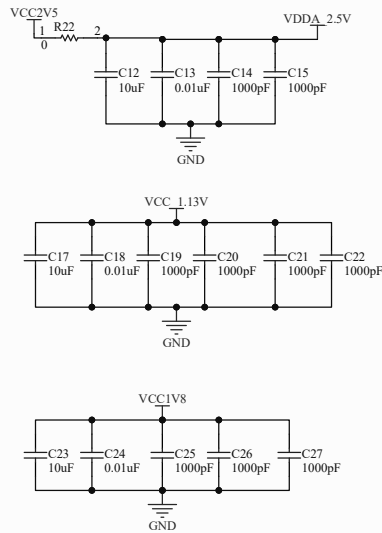 VCC2V5
1 R22 2
0
VDDA_2.5V
C12 C13 C14 C15
10uF 0.01uF 1000pF 1000pF
GND
VCC_1.13V
C17 C18 C19 C20 C21 C22
10uF 0.01uF 1000pF 1000pF 1000pF 1000pF
GND
VCC1V8
C23 C24 C25 C26 C27
10uF 0.01uF 1000pF 1000pF 1000pF
GND